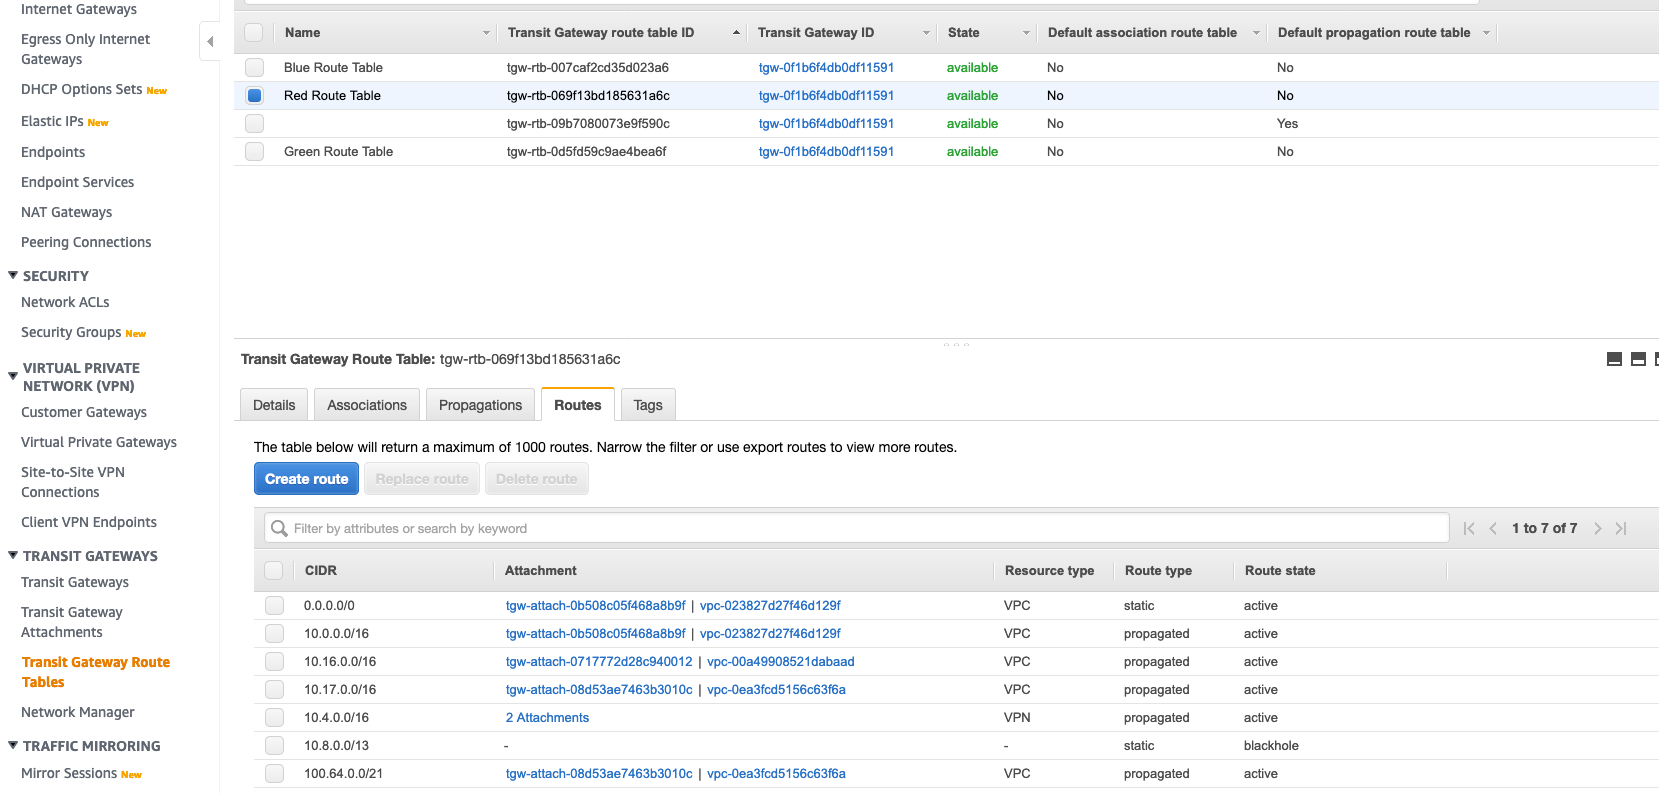 Internet Gateways
Egress Only Internet
Gateways
DHCP Options Sets New
Elastic IPs New
Endpoints
Endpoint Services
NAT Gateways
Peering Connections
SECURITY
Network ACLs
Security Groups New
VIRTUAL PRIVATE
NETWORK (VPN)
Customer Gateways
Virtual Private Gateways
Site-to-Site VPN
Connections
Client VPN Endpoints
TRANSIT GATEWAYS
Transit Gateways
Transit Gateway
Attachments
Transit Gateway Route
Tables
Network Manager
TRAFFIC MIRRORING
Mirror Sessions New
Name Transit Gateway route table ID Transit Gateway ID State Default association route table Default propagation route table
Blue Route Table tgw-rtb-007caf2cd35d023a6 tgw-0f1b6f4db0df11591 available No No
Red Route Table tgw-rtb-069f13bd185631a6c tgw-0f1b6f4db0df11591 available No No
tgw-rtb-09b7080073e9f590c tgw-0f1b6f4db0df11591 available No Yes
Green Route Table tgw-rtb-0d5fd59c9ae4bea6f tgw-0f1b6f4db0df11591 available No No
Transit Gateway Route Table: tgw-rtb-069f13bd185631a6c
Details Associations Propagations Routes Tags
The table below will return a maximum of 1000 routes. Narrow the filter or use export routes to view more routes.
Create route Replace route Delete route
Filter by attributes or search by keyword 1 to 7 of 7
CIDR Attachment Resource type Route type Route state
0.0.0.0/0 tgw-attach-0b508c05f468a8b9f | vpc-023827d27f46d129f VPC static active
10.0.0.0/16 tgw-attach-0b508c05f468a8b9f | vpc-023827d27f46d129f VPC propagated active
10.16.0.0/16 tgw-attach-0717772d28c940012 | vpc-00a49908521dabaad VPC propagated active
10.17.0.0/16 tgw-attach-08d53ae7463b3010c | vpc-0ea3fcd5156c63f6a VPC propagated active
10.4.0.0/16 2 Attachments VPN propagated active
10.8.0.0/13 - - static blackhole
100.64.0.0/21 tgw-attach-08d53ae7463b3010c | vpc-0ea3fcd5156c63f6a VPC propagated active